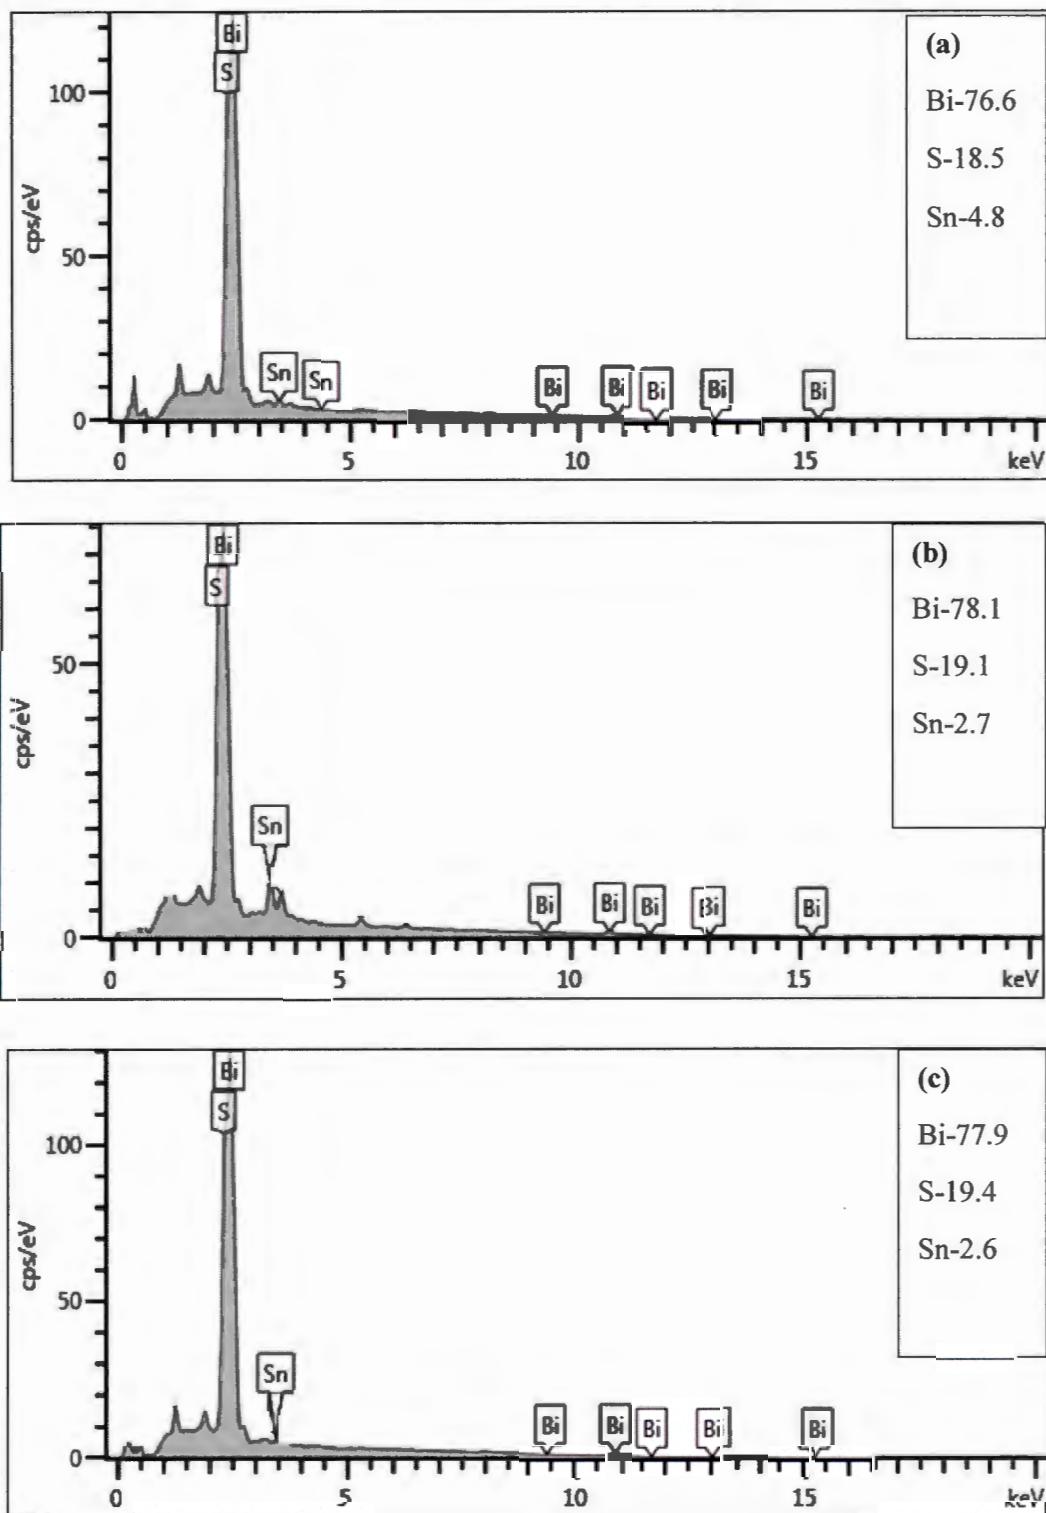 Bi
S
100
50
0
cps/eV
Sn
Sn
Bi
Bi
Bi
Bi
Bi
0
5
10
15
keV
(a)
Bi-76.6
S-18.5
Sn-4.8
Bi
S
50
0
cps/eV
Sn
Bi
Bi
Bi
Bi
Bi
0
5
10
15
keV
(b)
Bi-78.1
S-19.1
Sn-2.7
Bi
S
100
50
0
cps/eV
Sn
Bi
Bi
Bi
Bi
Bi
0
5
10
15
keV
(c)
Bi-77.9
S-19.4
Sn-2.6